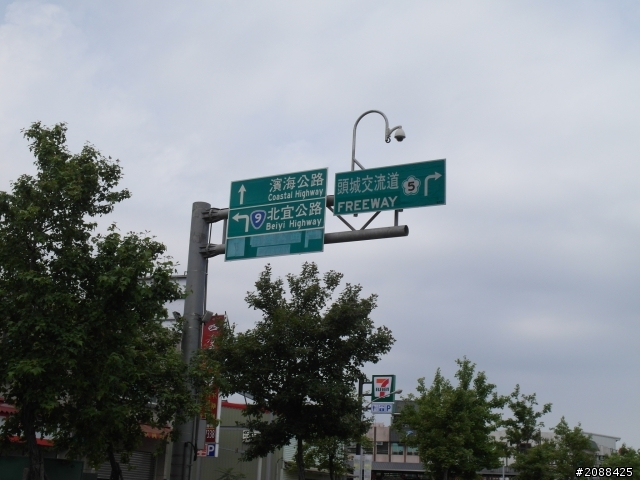 濱海公路
Coastal Highway
9 北宜公路
Beiyi Highway
頭城交流道 5
FREEWAY
7
P
P
#2088425